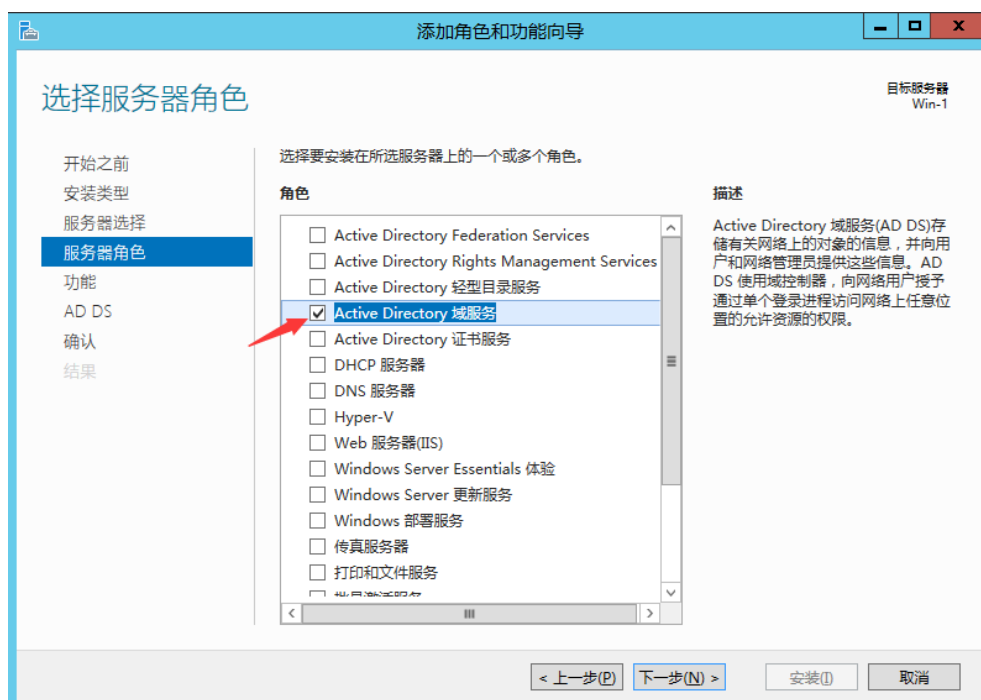 添加角色和功能向导
选择服务器角色
目标服务器
Win-1
开始之前
安装类型
服务器选择
服务器角色
功能
AD DS
确认
结果
选择要安装在所选服务器上的一个或多个角色。
角色
Active Directory Federation Services
Active Directory Rights Management Services
Active Directory 轻型目录服务
Active Directory 域服务
Active Directory 证书服务
DHCP 服务器
DNS 服务器
Hyper-V
Web 服务器(IIS)
Windows Server Essentials 体验
Windows Server 更新服务
Windows 部署服务
传真服务器
打印和文件服务
批量激活服务
描述
Active Directory 域服务(AD DS)存
储有关网络上的对象的信息，并向用
户和网络管理员提供这些信息。AD
DS 使用域控制器，向网络用户授予
通过单个登录进程访问网络上任意位
置的允许资源的权限。
< 上一步(P)
下一步(N) >
安装(I)
取消